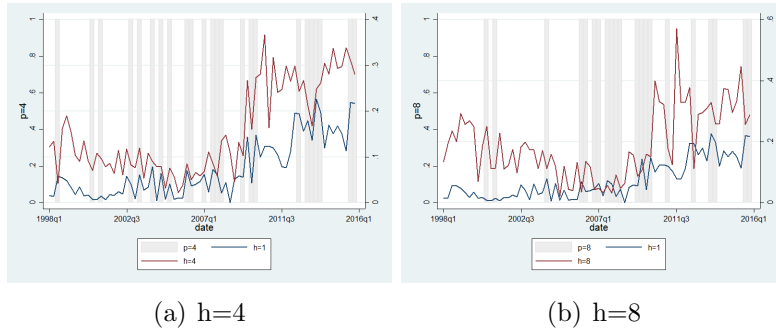 1
.8
.6
.4
.2
0
p=4
.4
.3
.2
.1
0
1998q1
2002q3
2007q1
2011q3
2016q1
date
p=4
h=1
h=4
1
.8
.6
.4
.2
0
p=8
.6
.4
.2
0
1998q1
2002q3
2007q1
2011q3
2016q1
date
p=8
h=1
h=8
(a) h=4
(b) h=8